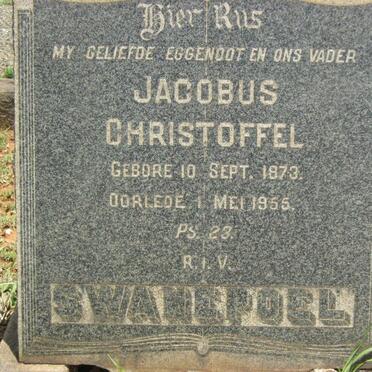 Hier Rus
MY GELIEFDE EGGENOOT EN ONS VADER
JACOBUS
CHRISTOFFEL
GEBORE 10 SEPT. 1873.
OORLEDE 1 MEI 1955.
PS. 23.
R.I.V.
SWANEPOEL